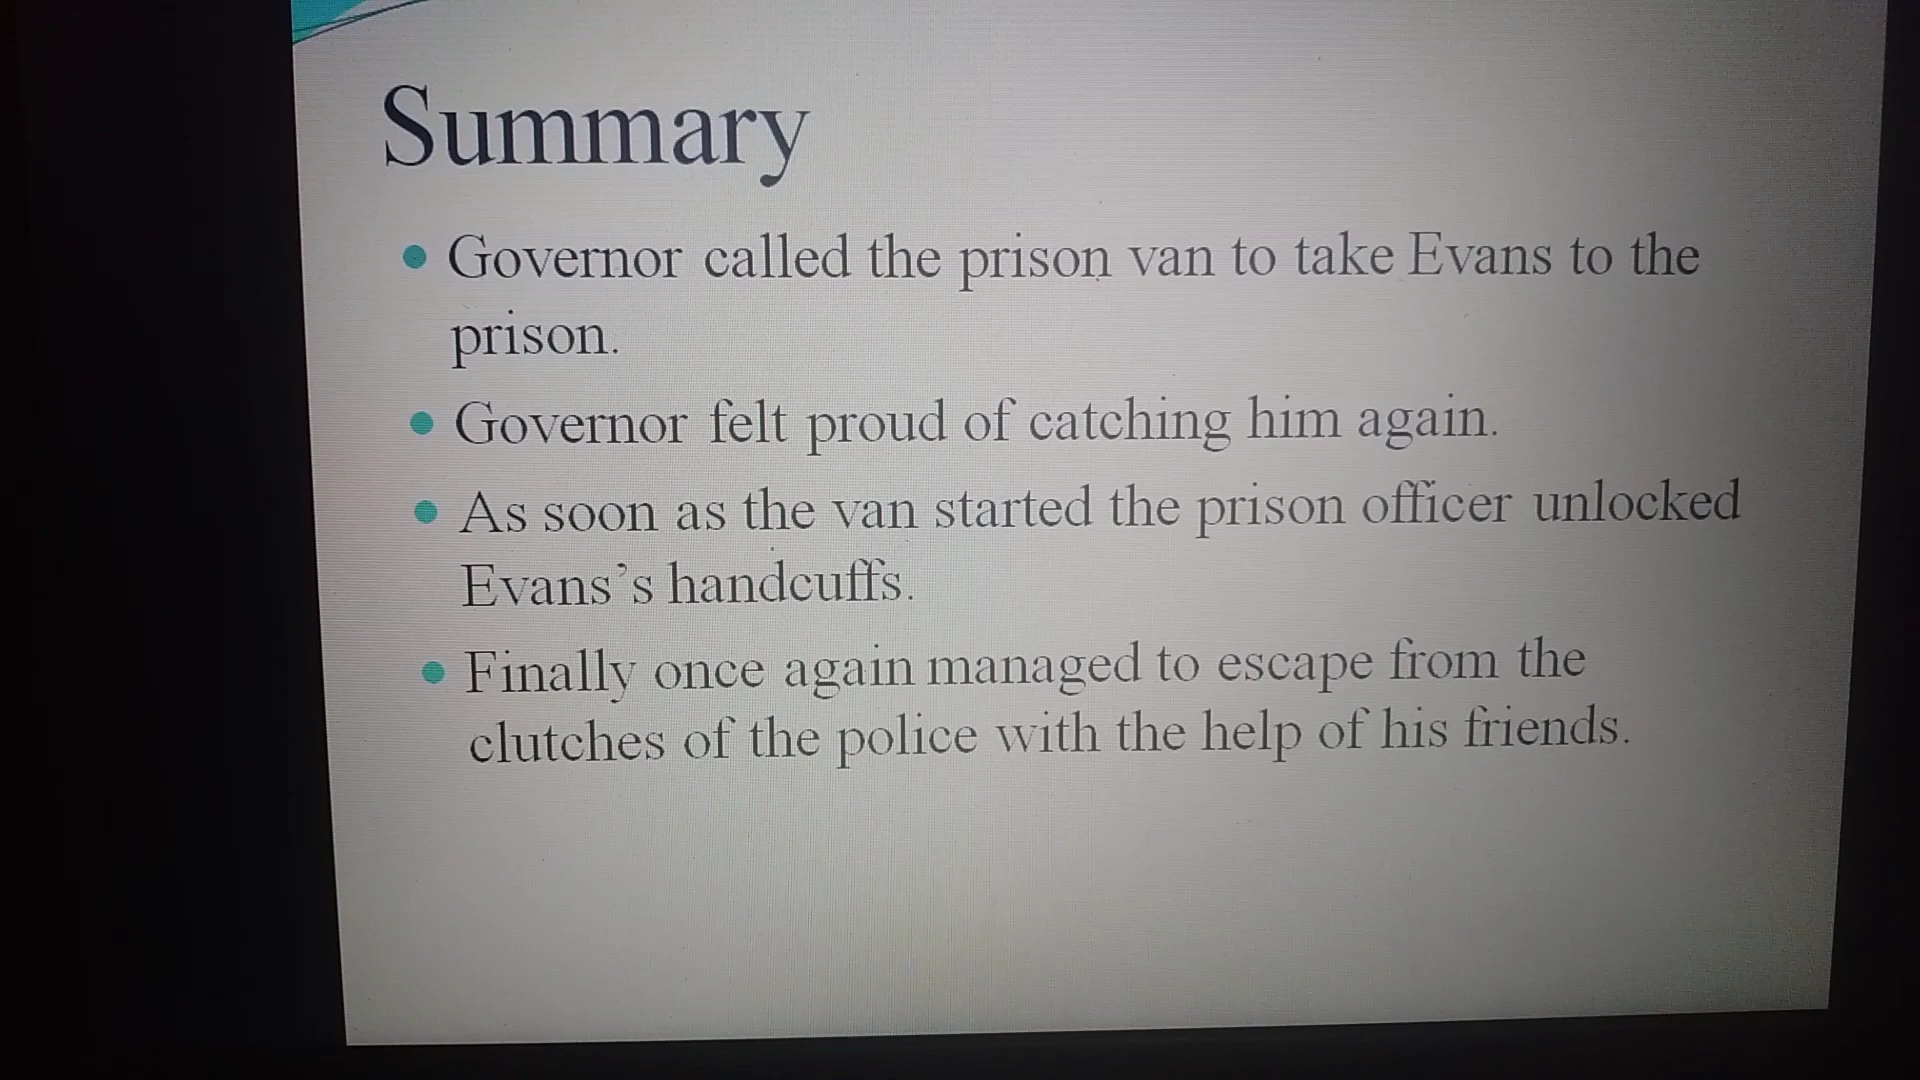 Summary
• Governor called the prison van to take Evans to the
prison.
• Governor felt proud of catching him again.
• As soon as the van started the prison officer unlocked
Evans’s handcuffs.
• Finally once again managed to escape from the
clutches of the police with the help of his friends.